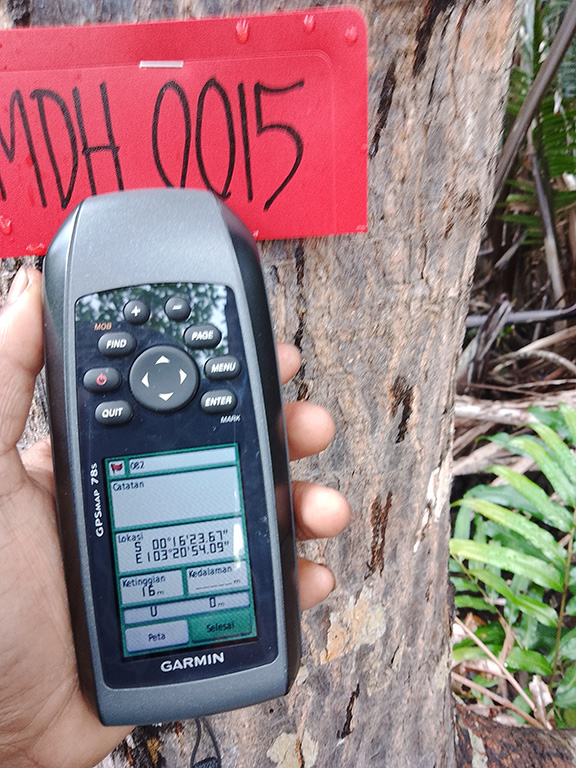 MDH 0015
+ -
MOB
FIND PAGE
MENU
QUIT ENTER
MARK
GPSMAP 78s
082
Catatan
Lokasi
S 00°16'23.67"
E 103°20'54.09"
Ketinggian Kedalaman
16m ____m
U 0m
Peta Selesai
GARMIN